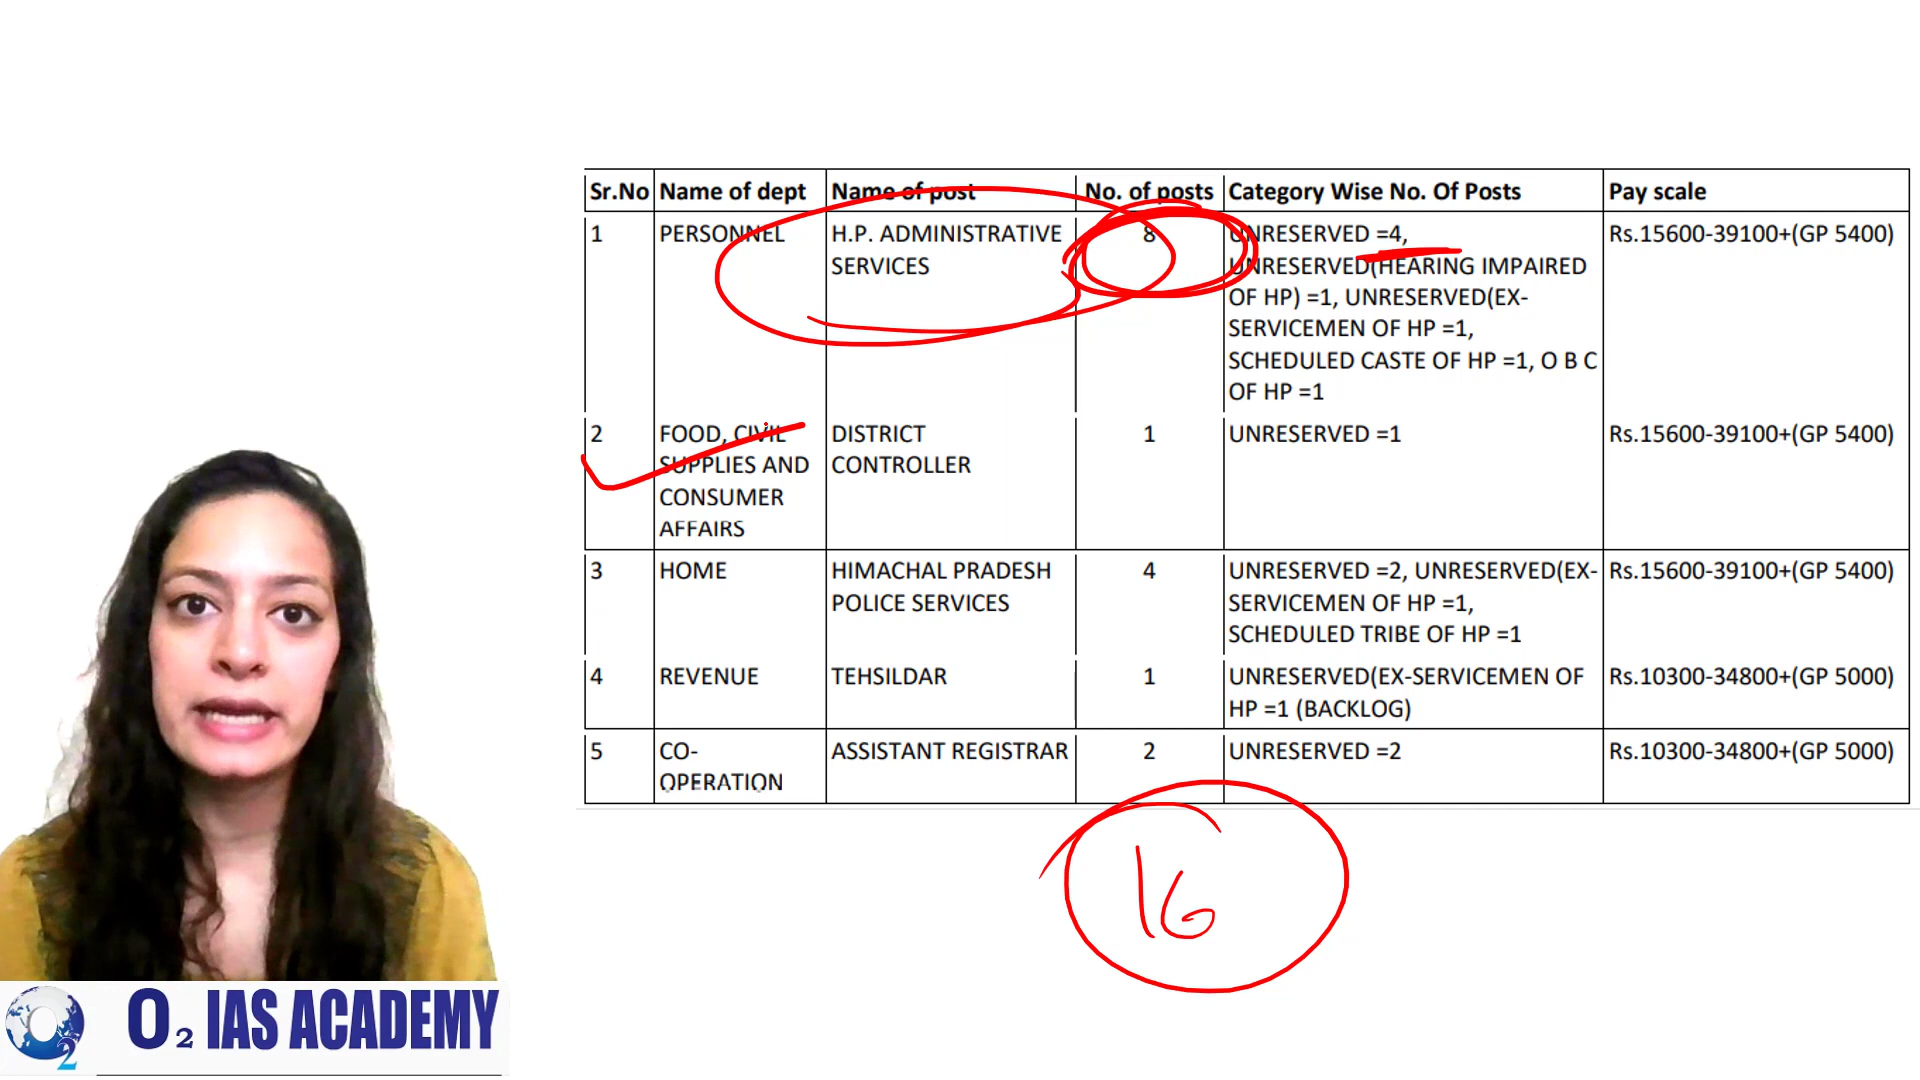 Sr.No Name of dept Name of post No. of posts Category Wise No. Of Posts Pay scale
1 PERSONNEL H.P. ADMINISTRATIVE 8 UNRESERVED =4, Rs.15600-39100+(GP 5400)
SERVICES UNRESERVED(HEARING IMPAIRED
OF HP) =1, UNRESERVED(EX-
SERVICEMEN OF HP =1,
SCHEDULED CASTE OF HP =1, O B C
OF HP =1
2 FOOD, CIVIL DISTRICT 1 UNRESERVED =1 Rs.15600-39100+(GP 5400)
SUPPLIES AND CONTROLLER
CONSUMER
AFFAIRS
3 HOME HIMACHAL PRADESH 4 UNRESERVED =2, UNRESERVED(EX- Rs.15600-39100+(GP 5400)
POLICE SERVICES SERVICEMEN OF HP =1,
SCHEDULED TRIBE OF HP =1
4 REVENUE TEHSILDAR 1 UNRESERVED(EX-SERVICEMEN OF Rs.10300-34800+(GP 5000)
HP =1 (BACKLOG)
5 CO- ASSISTANT REGISTRAR 2 UNRESERVED =2 Rs.10300-34800+(GP 5000)
OPERATION
16
O2 IAS ACADEMY
O2